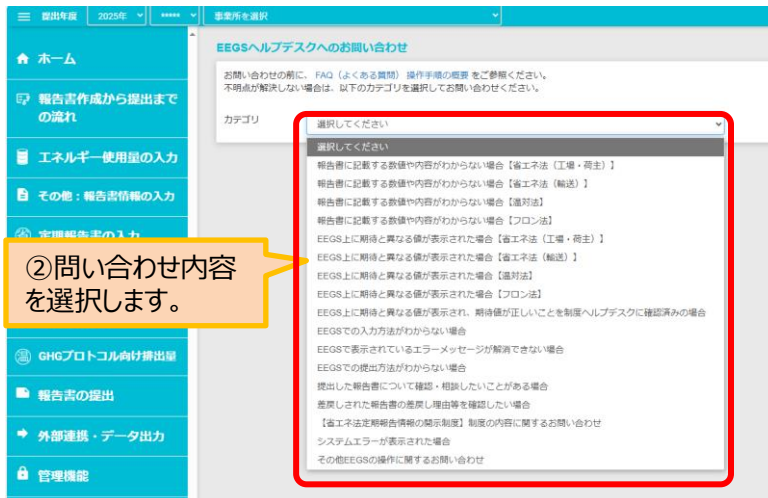 提出年度 2025年 ***** 事業所を選択
ホーム
報告書作成から提出まで
の流れ
エネルギー使用量の入力
その他：報告書情報の入力
定期報告書の入力
GHGプロトコル向け排出量
報告書の提出
外部連携・データ出力
管理機能
EEGSヘルプデスクへのお問い合わせ
お問い合わせの前に、 FAQ（よくある質問） 操作手順の概要 をご参照ください。
不明点が解決しない場合は、以下のカテゴリを選択してお問い合わせください。
カテゴリ
選択してください
選択してください
報告書に記載する数値や内容がわからない場合【省エネ法（工場・荷主）】
報告書に記載する数値や内容がわからない場合【省エネ法（輸送）】
報告書に記載する数値や内容がわからない場合【温対法】
報告書に記載する数値や内容がわからない場合【フロン法】
EEGS上に期待と異なる値が表示された場合【省エネ法（工場・荷主）】
EEGS上に期待と異なる値が表示された場合【省エネ法（輸送）】
EEGS上に期待と異なる値が表示された場合【温対法】
EEGS上に期待と異なる値が表示された場合【フロン法】
EEGS上に期待と異なる値が表示され、期待値が正しいことを制度ヘルプデスクに確認済みの場合
EEGSでの入力方法がわからない場合
EEGSで表示されているエラーメッセージが解消できない場合
EEGSでの提出方法がわからない場合
提出した報告書について確認・相談したいことがある場合
差戻しされた報告書の差戻し理由等を確認したい場合
【省エネ法定期報告情報の開示制度】制度の内容に関するお問い合わせ
システムエラーが表示された場合
その他EEGSの操作に関するお問い合わせ
②問い合わせ内容
を選択します。